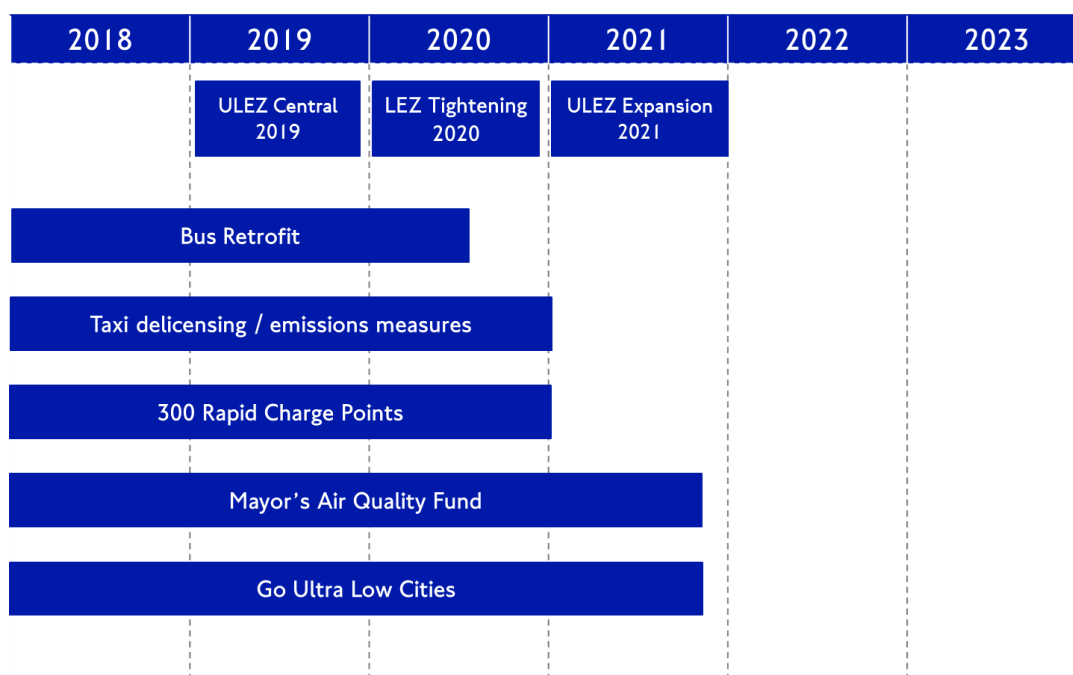 2018 2019 2020 2021 2022 2023
ULEZ Central
2019
LEZ Tightening
2020
ULEZ Expansion
2021
Bus Retrofit
Taxi delicensing / emissions measures
300 Rapid Charge Points
Mayor's Air Quality Fund
Go Ultra Low Cities